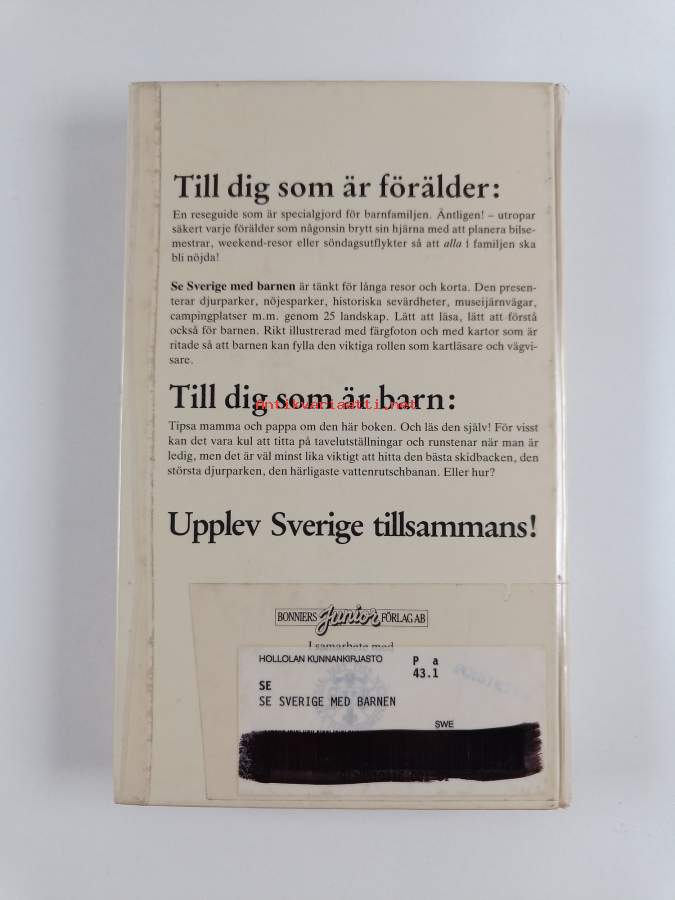 Till dig som är förälder:
En reseguide som är specialgjord för barnfamiljen. Äntligen! – utropar
säkert varje förälder som någonsin brytt sin hjärna med att planera bilse-
mestrar, weekend-resor eller söndagsutflykter så att alla i familjen ska
bli nöjda!
Se Sverige med barnen är tänkt för långa resor och korta. Den presen-
terar djurparker, nöjesparker, historiska sevärdheter, museijärnvägar,
campingplatser m.m. genom 25 landskap. Lätt att läsa, lätt att förstå
också för barnen. Rikt illustrerad med färgfoton och med kartor som är
ritade så att barnen kan fylla den viktiga rollen som kartläsare och vägvi-
sare.
Till dig som är barn:
antikvariaatti.net
Tipsa mamma och pappa om den här boken. Och läs den själv! För visst
kan det vara kul att titta på tavelutställningar och runstenar när man är
ledig, men det är väl minst lika viktigt att hitta den bästa skidbacken, den
största djurparken, den härligaste vattenrutschbanan. Eller hur?
Upplev Sverige tillsammans!
BONNIERS Junior FÖRLAG AB
I samarbete med
HOLLOLAN KUNNANKIRJASTO P a
43.1
SE
SE SVERIGE MED BARNEN
SWE